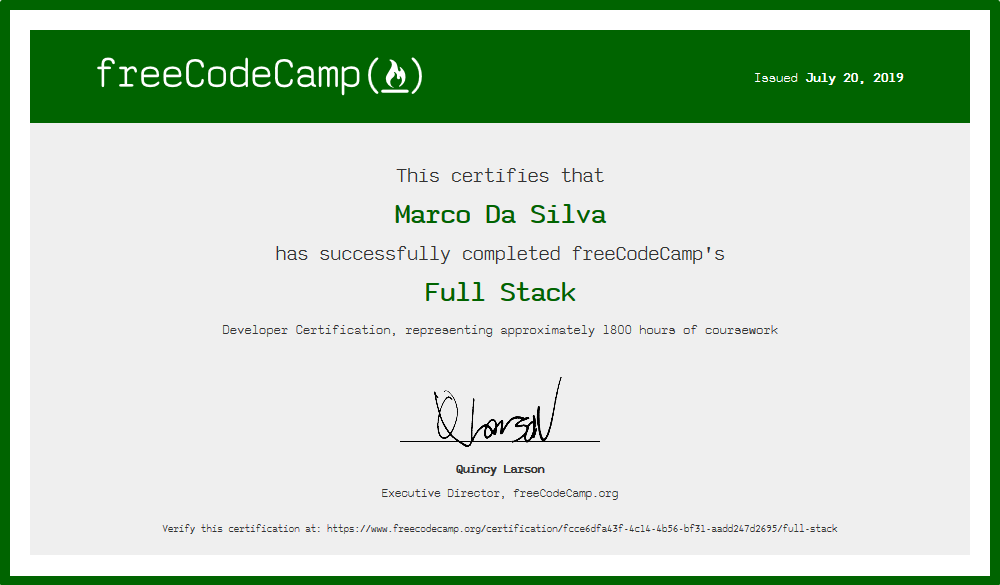 freeCodeCamp(🔥)
Issued July 20, 2019
This certifies that
Marco Da Silva
has successfully completed freeCodeCamp's
Full Stack
Developer Certification, representing approximately 1800 hours of coursework
Q Larson
Quincy Larson
Executive Director, freeCodeCamp.org
Verify this certification at: https://www.freecodecamp.org/certification/fcce6dfa43f-4c14-4b56-bf31-aadd247d2695/full-stack